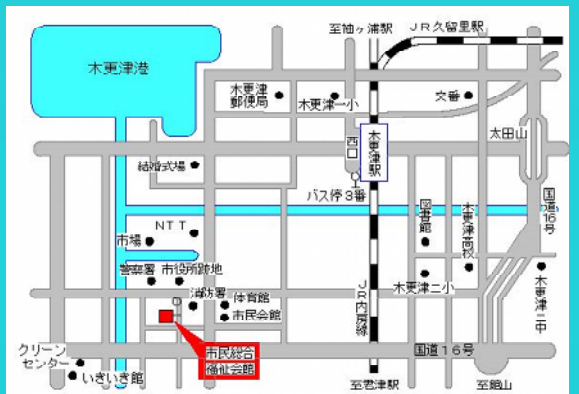 至袖ヶ浦駅
JR久留里駅
木更津港
木更津
郵便局
木更津一小
交番
太田山
西口
木更津駅
結婚式場
バス停3番
国道16号
NTT
市場
図書館
木更津高校
警察署
市役所跡地
消防署
体育館
市民会館
JR内房線
木更津二小
木更津二中
クリーン
センター
いきいき館
市民総合
福祉会館
国道16号
至君津駅
至館山